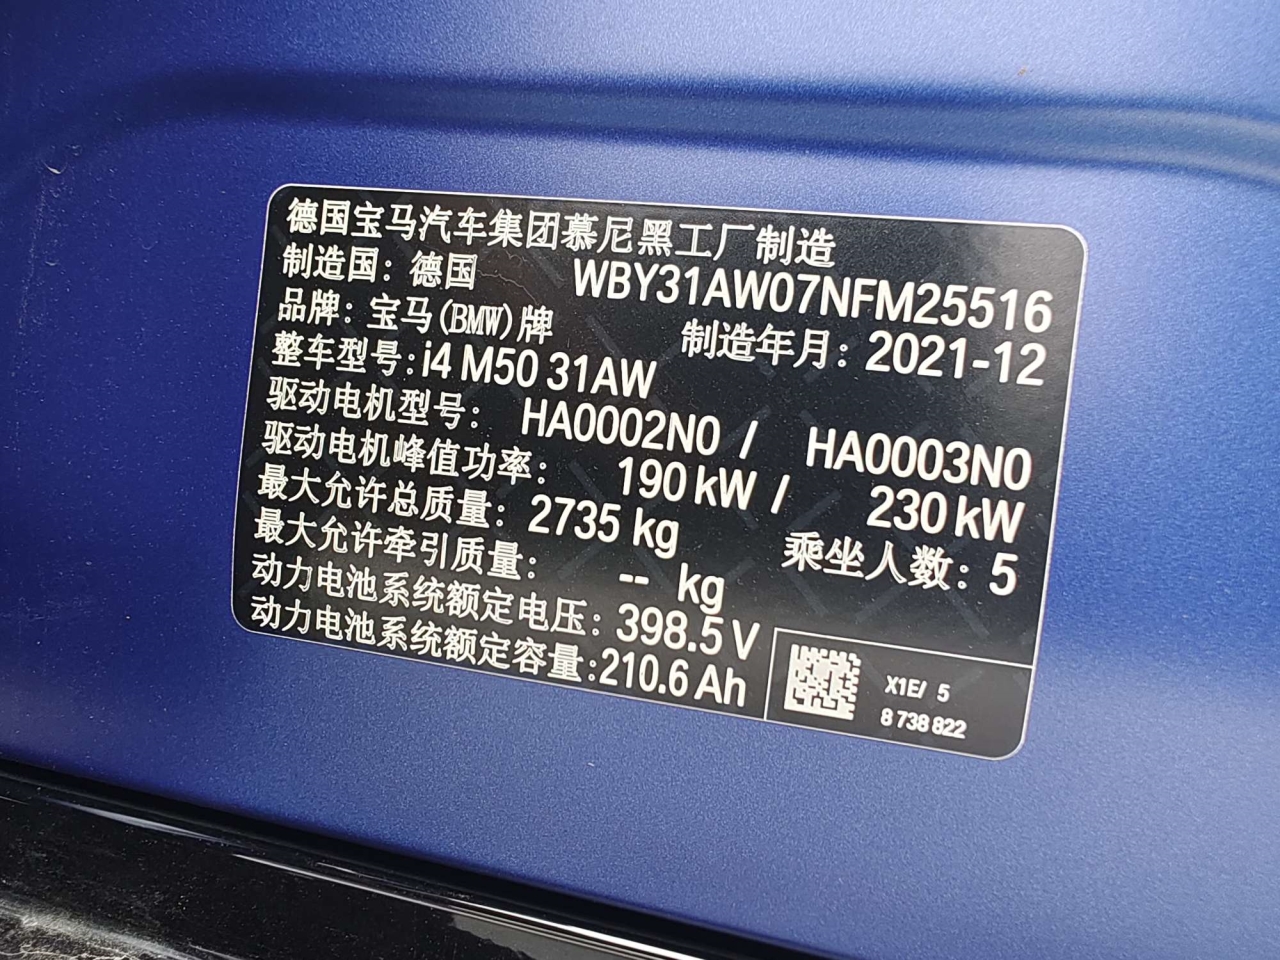 德国宝马汽车集团慕尼黑工厂制造
制造国：德国 WBY31AW07NFM25516
品牌：宝马(BMW)牌 制造年月：2021-12
整车型号：i4 M50 31AW
驱动电机型号： HA0002N0 / HA0003N0
驱动电机峰值功率： 190 kW / 230 kW
最大允许总质量：2735 kg 乘坐人数：5
最大允许牵引质量： -- kg
动力电池系统额定电压：398.5 V
动力电池系统额定容量：210.6 Ah
X1E/ 5
8 738 822